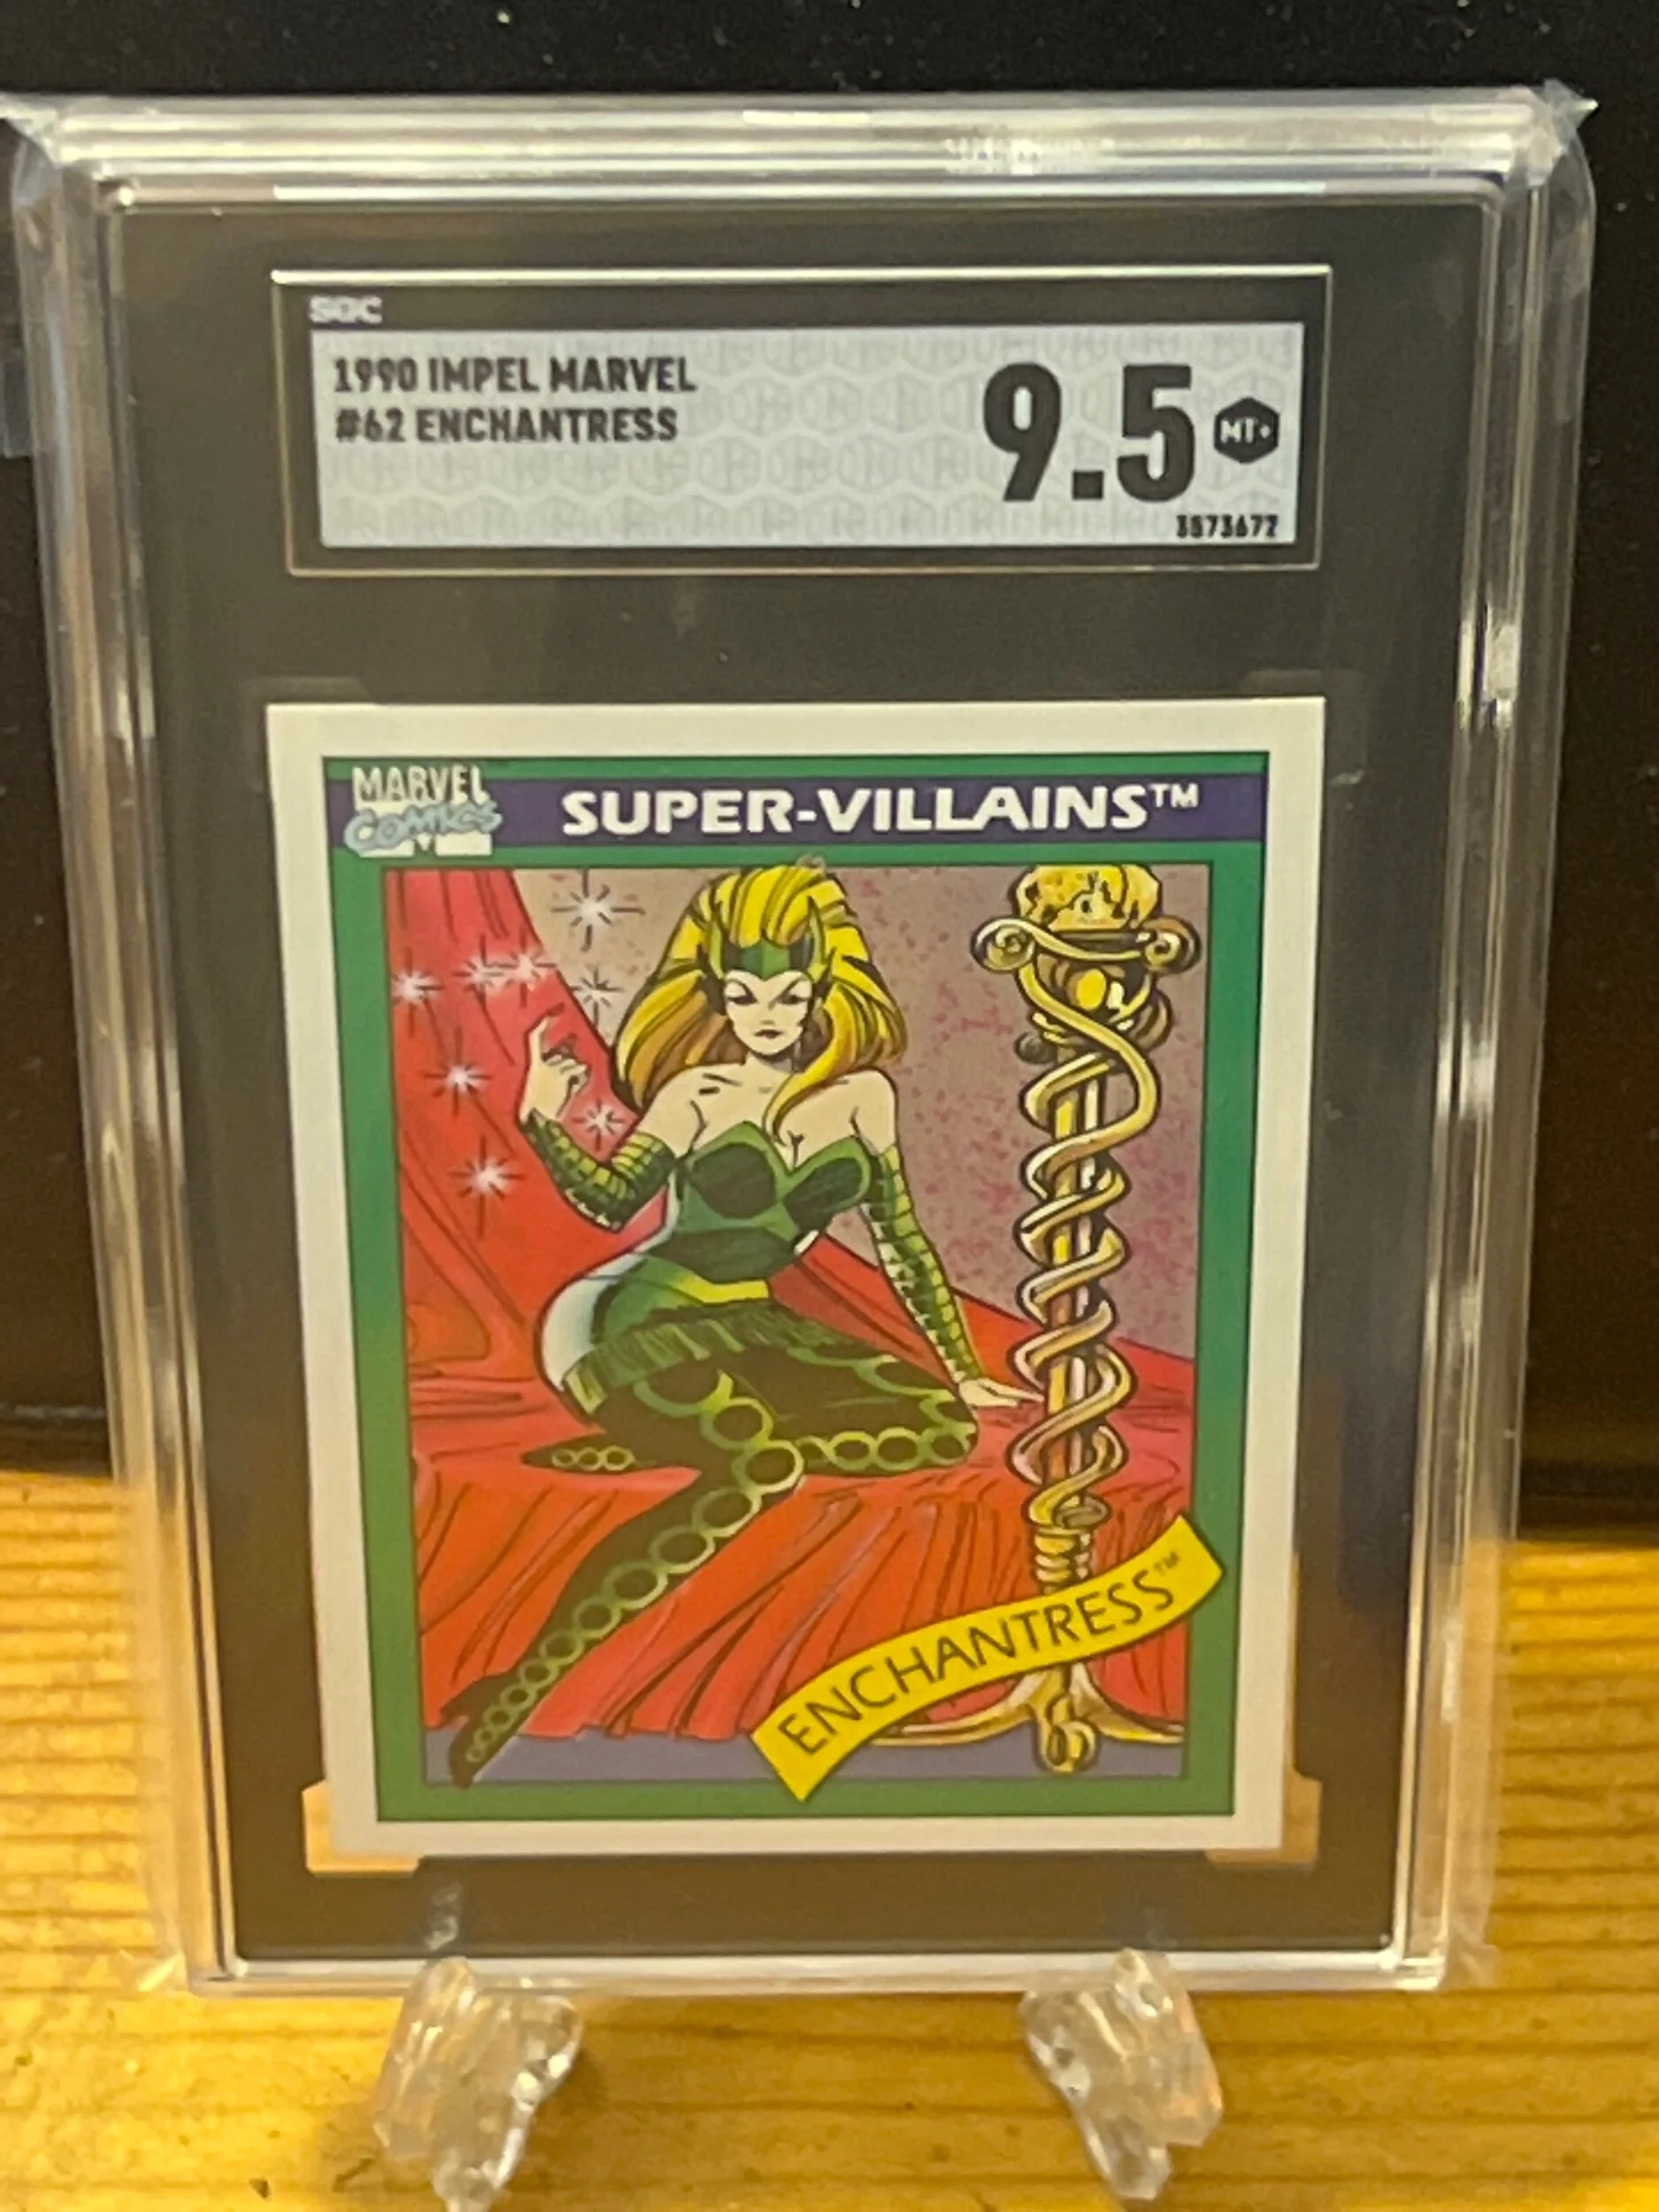 SGC
1990 IMPEL MARVEL
#62 ENCHANTRESS
9.5
MT+
3573672
MARVEL
COMICS
SUPER-VILLAINS™
ENCHANTRESS™